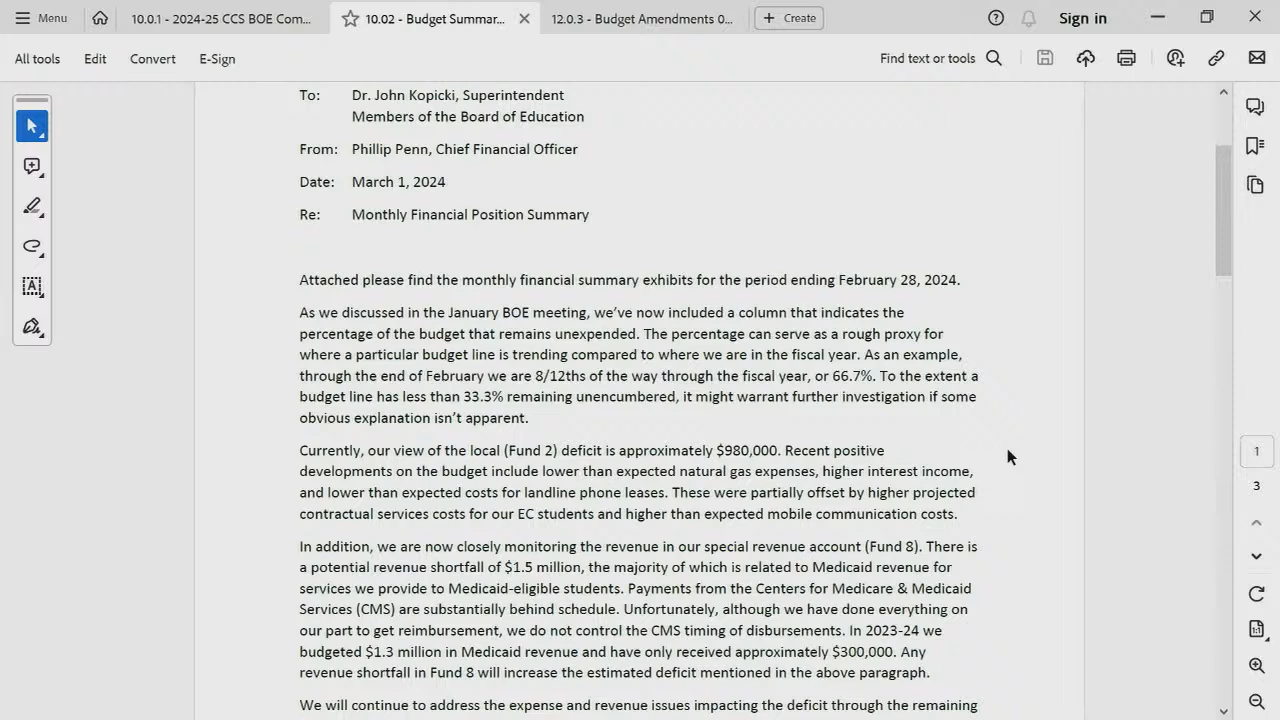 Menu
10.0.1 - 2024-25 CCS BOE Com...
10.02 - Budget Summar...
12.0.3 - Budget Amendments 0...
Create
Sign in
All tools
Edit
Convert
E-Sign
Find text or tools
To: Dr. John Kopicki, Superintendent
Members of the Board of Education
From: Phillip Penn, Chief Financial Officer
Date: March 1, 2024
Re: Monthly Financial Position Summary
Attached please find the monthly financial summary exhibits for the period ending February 28, 2024.
As we discussed in the January BOE meeting, we've now included a column that indicates the
percentage of the budget that remains unexpended. The percentage can serve as a rough proxy for
where a particular budget line is trending compared to where we are in the fiscal year. As an example,
through the end of February we are 8/12ths of the way through the fiscal year, or 66.7%. To the extent a
budget line has less than 33.3% remaining unencumbered, it might warrant further investigation if some
obvious explanation isn't apparent.
Currently, our view of the local (Fund 2) deficit is approximately $980,000. Recent positive
developments on the budget include lower than expected natural gas expenses, higher interest income,
and lower than expected costs for landline phone leases. These were partially offset by higher projected
contractual services costs for our EC students and higher than expected mobile communication costs.
In addition, we are now closely monitoring the revenue in our special revenue account (Fund 8). There is
a potential revenue shortfall of $1.5 million, the majority of which is related to Medicaid revenue for
services we provide to Medicaid-eligible students. Payments from the Centers for Medicare & Medicaid
Services (CMS) are substantially behind schedule. Unfortunately, although we have done everything on
our part to get reimbursement, we do not control the CMS timing of disbursements. In 2023-24 we
budgeted $1.3 million in Medicaid revenue and have only received approximately $300,000. Any
revenue shortfall in Fund 8 will increase the estimated deficit mentioned in the above paragraph.
We will continue to address the expense and revenue issues impacting the deficit through the remaining
1
3